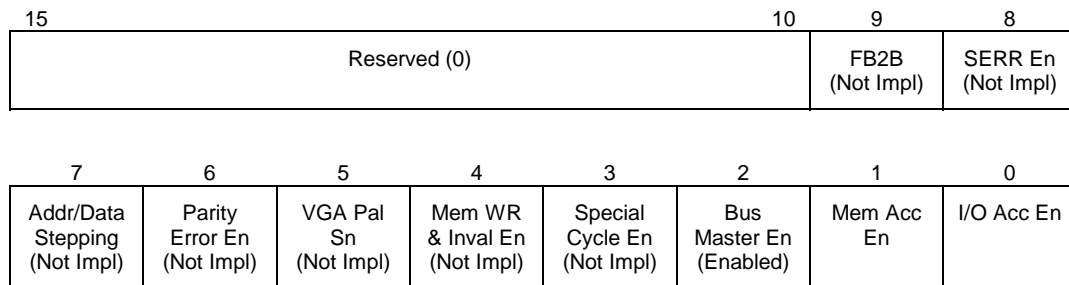 15 10 9 8
Reserved (0) FB2B SERR En
(Not Impl) (Not Impl)
7 6 5 4 3 2 1 0
Addr/Data Parity VGA Pal Mem WR Special Bus Mem Acc I/O Acc En
Stepping Error En Sn & Inval En Cycle En Master En En
(Not Impl) (Not Impl) (Not Impl) (Not Impl) (Not Impl) (Enabled)